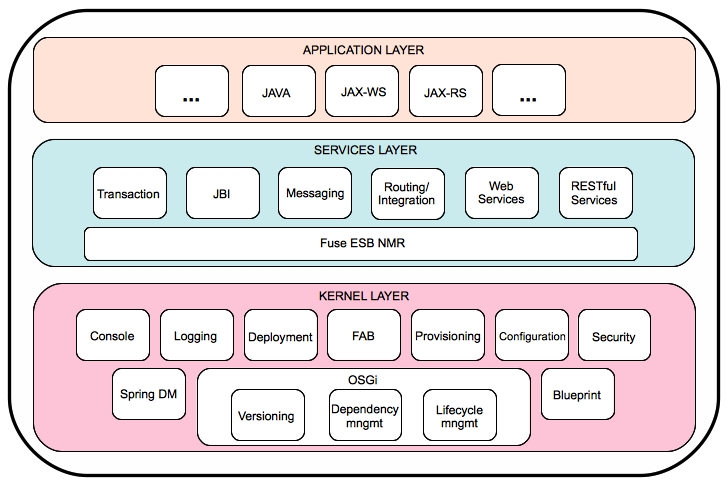 APPLICATION LAYER
...
JAVA
JAX-WS
JAX-RS
...
SERVICES LAYER
Transaction
JBI
Messaging
Routing/
Integration
Web
Services
RESTful
Services
Fuse ESB NMR
KERNEL LAYER
Console
Logging
Deployment
FAB
Provisioning
Configuration
Security
Spring DM
OSGi
Versioning
Dependency
mngmt
Lifecycle
mngmt
Blueprint